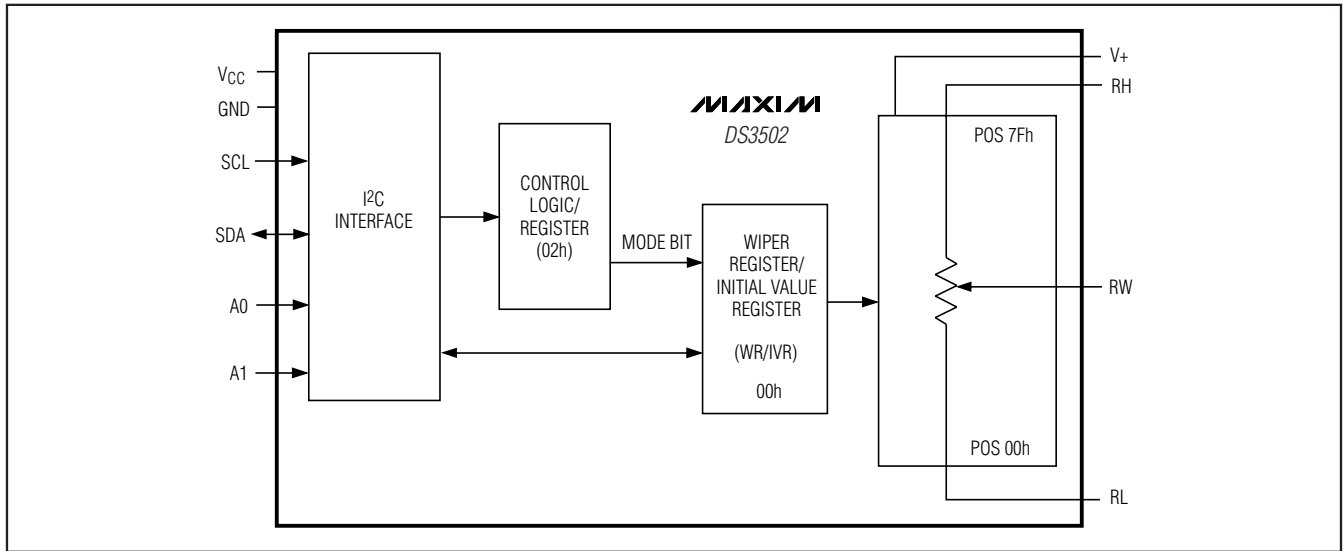 VCC
GND
SCL
SDA
A0
A1
I2C
INTERFACE
CONTROL
LOGIC/
REGISTER
(02h)
MODE BIT
MAXIM
DS3502
WIPER
REGISTER/
INITIAL VALUE
REGISTER
(WR/IVR)
00h
POS 7Fh
POS 00h
V+
RH
RW
RL